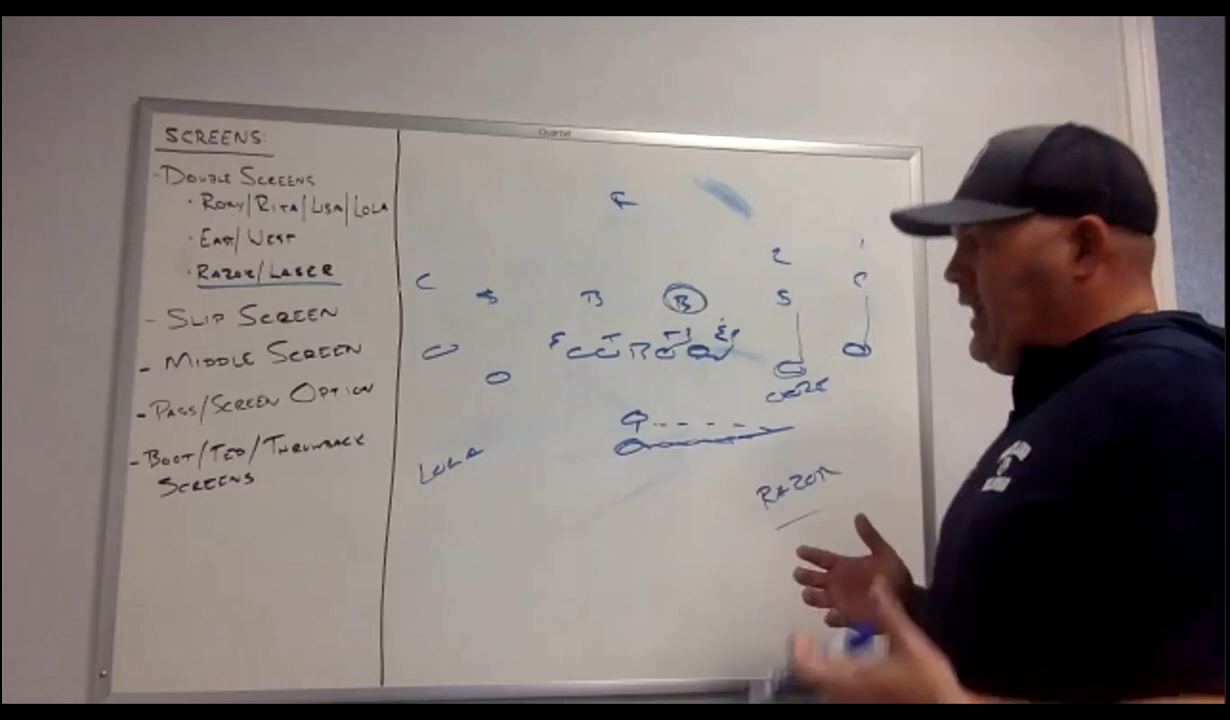 Quartet
SCREENS:
- DOUBLE SCREENS
• ROXY/RITA/LISA/LOLA
• EAST/WEST
• RAZOR/LASER
- SLIP SCREEN
- MIDDLE SCREEN
- PASS/SCREEN OPTION
- BOOT/TED/THROWBACK
SCREENS
F
C
S
B
B
S
C
E
T
T
E
LOLA
RAZOR